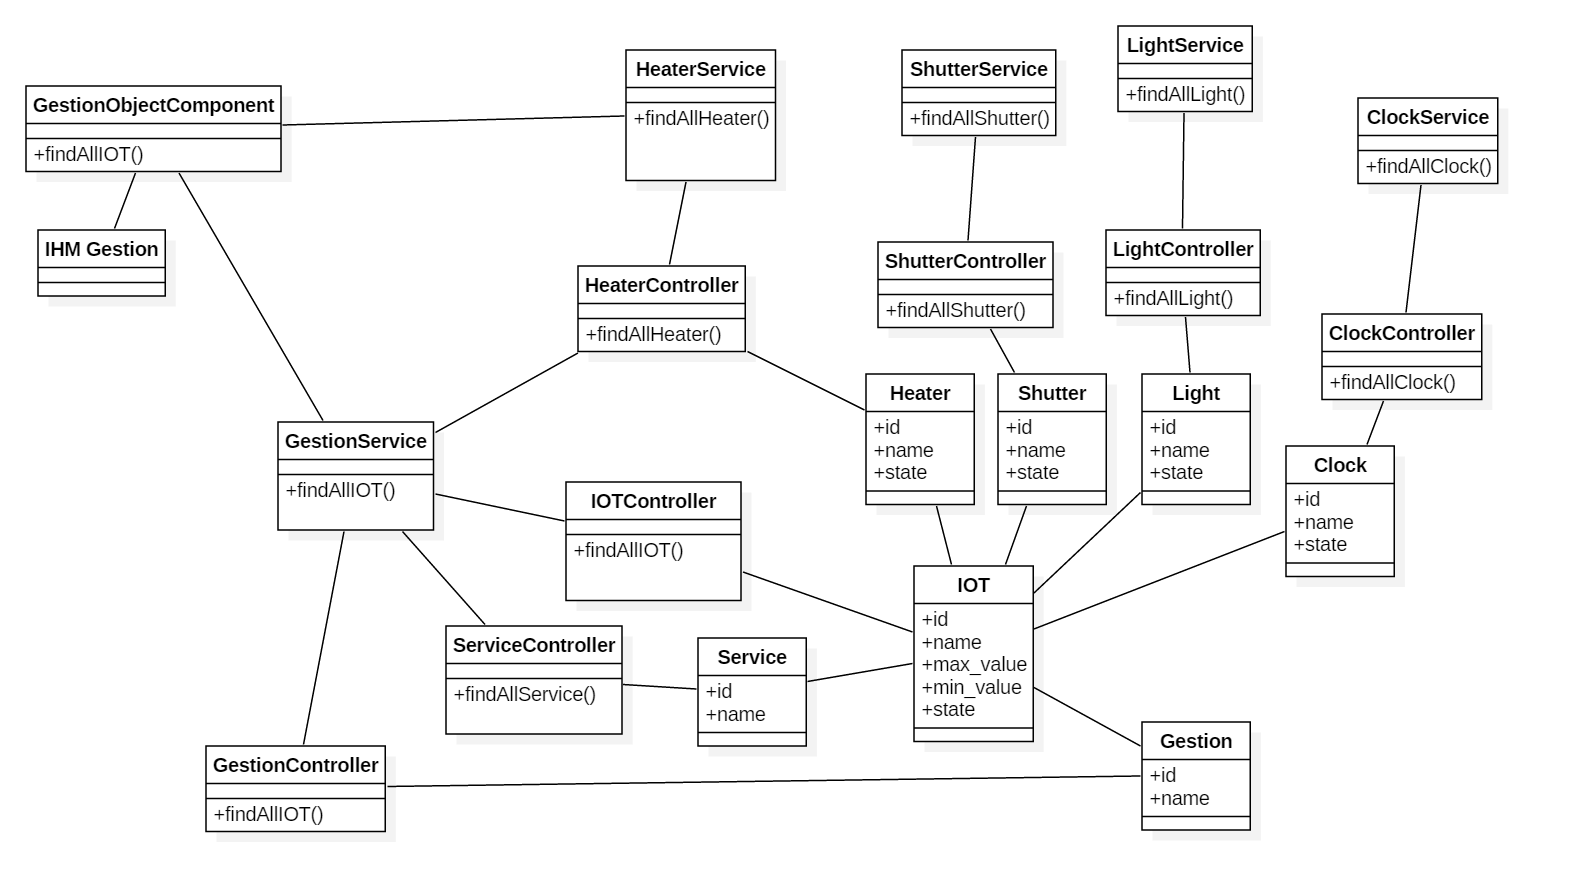 LightService
+findAllLight()
HeaterService
+findAllHeater()
ShutterService
+findAllShutter()
GestionObjectComponent
+findAllIOT()
ClockService
+findAllClock()
IHM Gestion
HeaterController
+findAllHeater()
ShutterController
+findAllShutter()
LightController
+findAllLight()
ClockController
+findAllClock()
Heater
+id
+name
+state
Shutter
+id
+name
+state
Light
+id
+name
+state
GestionService
+findAllIOT()
Clock
+id
+name
+state
IOTController
+findAllIOT()
IOT
+id
+name
+max_value
+min_value
+state
ServiceController
+findAllService()
Service
+id
+name
Gestion
+id
+name
GestionController
+findAllIOT()